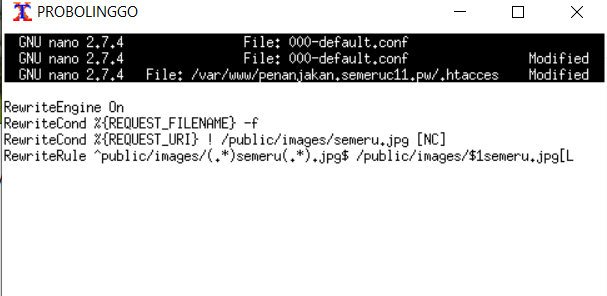 PROBOLINGGO
GNU nano 2.7.4 File: 000-default.conf
GNU nano 2.7.4 File: 000-default.conf Modified
GNU nano 2.7.4 File: /var/www/penanjakan.semeruc11.pw/.htacces Modified
RewriteEngine On
RewriteCond %{REQUEST_FILENAME} -f
RewriteCond %{REQUEST_URI} ! /public/images/semeru.jpg [NC]
RewriteRule ^public/images/(.*)semeru(.*).jpg$ /public/images/$1semeru.jpg[L